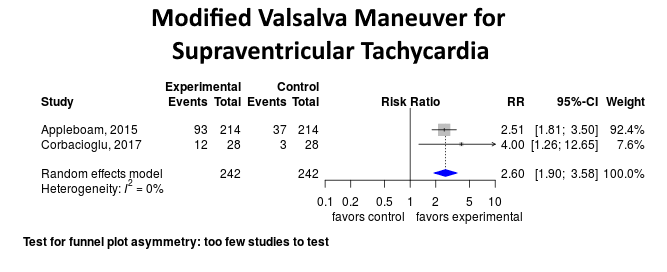 Modified Valsalva Maneuver for
Supraventricular Tachycardia
Experimental Control
Study Events Total Events Total Risk Ratio RR 95%-CI Weight
Appleboam, 2015 93 214 37 214 2.51 [1.81; 3.50] 92.4%
Corbacioglu, 2017 12 28 3 28 4.00 [1.26; 12.65] 7.6%
Random effects model 242 242 2.60 [1.90; 3.58] 100.0%
Heterogeneity: I² = 0%
0.1 0.2 0.5 1 2 5 10
favors control favors experimental
Test for funnel plot asymmetry: too few studies to test